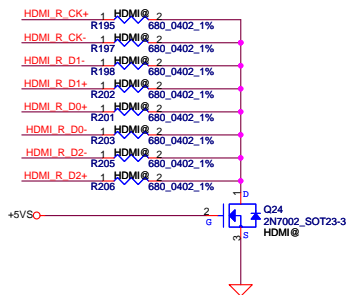 HDMI_R_CK+ 1 HDMI@ 2
R195 680_0402_1%
HDMI_R_CK- 1 HDMI@ 2
R197 680_0402_1%
HDMI_R_D1- 1 HDMI@ 2
R198 680_0402_1%
HDMI_R_D1+ 1 HDMI@ 2
R202 680_0402_1%
HDMI_R_D0+ 1 HDMI@ 2
R201 680_0402_1%
HDMI_R_D0- 1 HDMI@ 2
R203 680_0402_1%
HDMI_R_D2- 1 HDMI@ 2
R205 680_0402_1%
HDMI_R_D2+ 1 HDMI@ 2
R206 680_0402_1%
1 D
Q24
+5VS 2 G
2N7002_SOT23-3
3 S
HDMI@